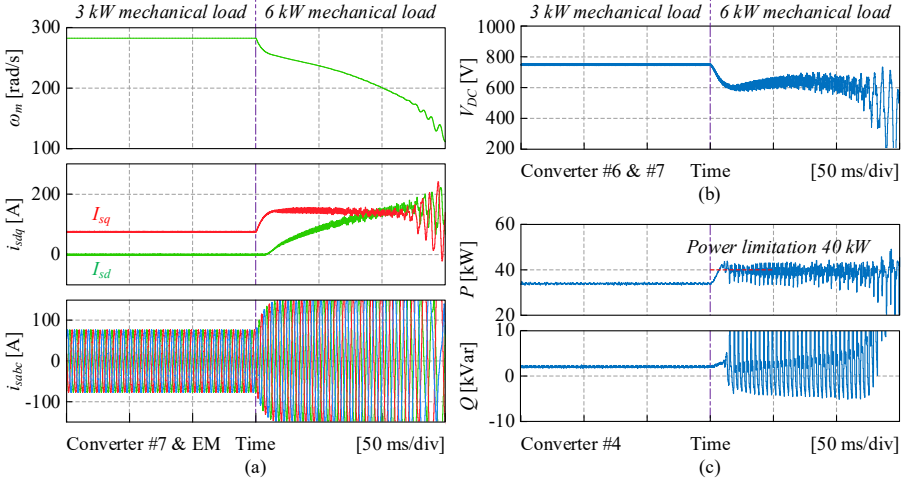 3 kW mechanical load 6 kW mechanical load
300
200
100
ω_m [rad/s]
200
0
i_sdq [A]
I_sq
I_sd
100
0
-100
i_sabc [A]
Converter #7 & EM Time [50 ms/div]
(a)
3 kW mechanical load 6 kW mechanical load
1000
800
600
400
200
V_DC [V]
Converter #6 & #7 Time [50 ms/div]
(b)
60
40
20
P [kW]
Power limitation 40 kW
10
0
-10
Q [kVar]
Converter #4 Time [50 ms/div]
(c)